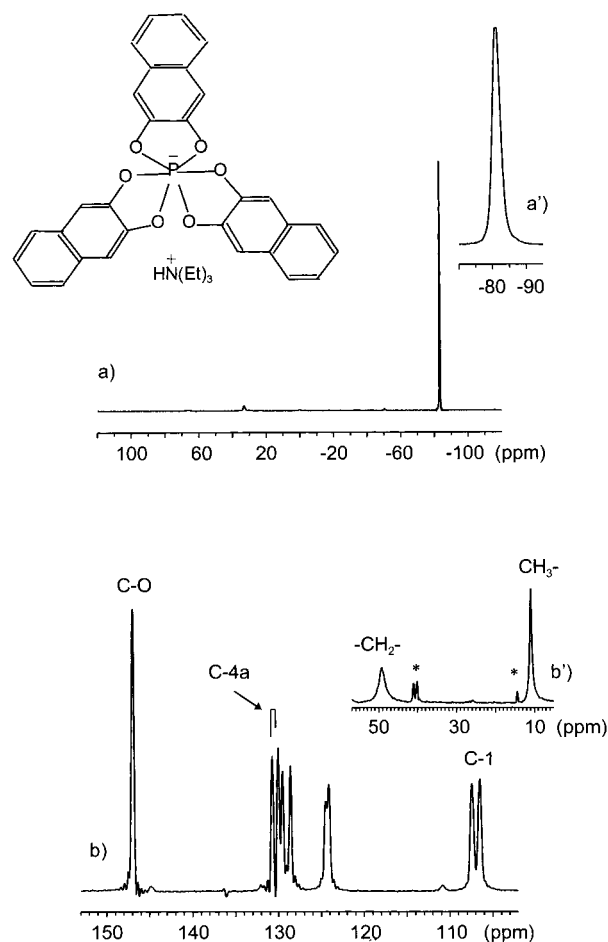 O O
P
–
O O
O O
+
HN(Et)3
a')
-80 -90
a)
100 60 20 -20 -60 -100 (ppm)
C-O
CH3-
C-4a
-CH2-
*
*
b')
50 30 10 (ppm)
C-1
b)
150 140 130 120 110 (ppm)